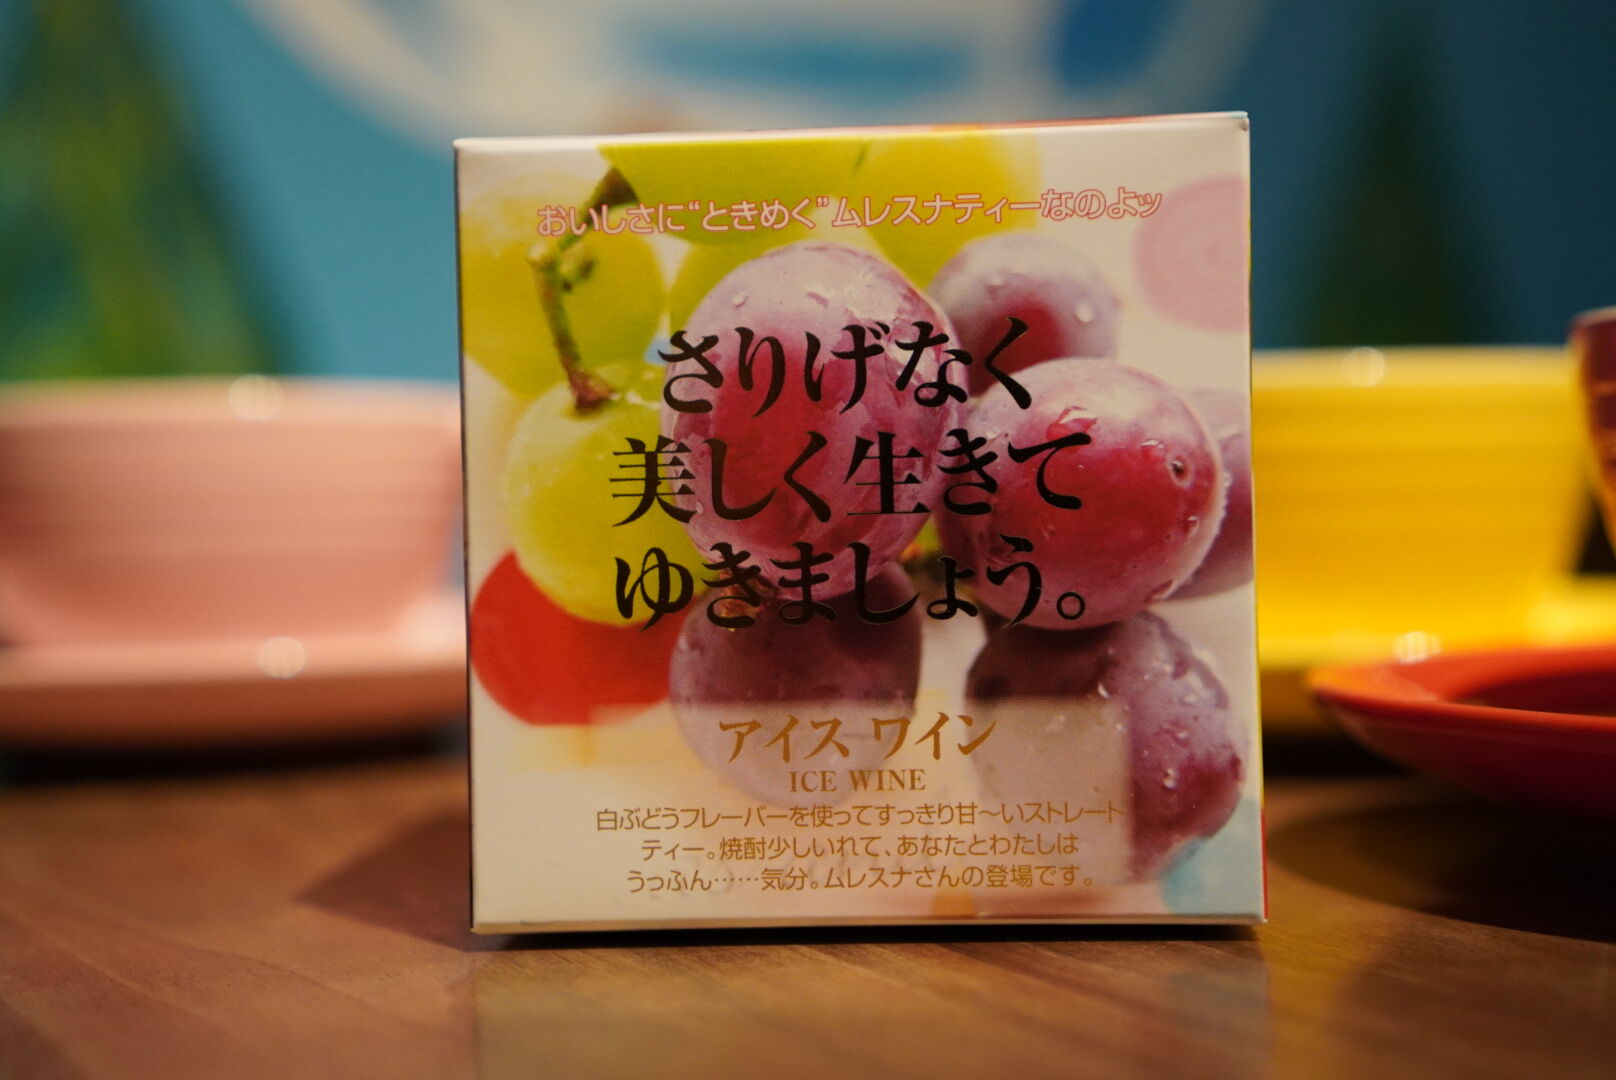 おいしさに“ときめく”ムレスナティーなのよッ
さりげなく
美しく生きて
ゆきましょう。
アイス ワイン
ICE WINE
白ぶどうフレーバーを使ってすっきり甘〜いストレート
ティー。焼酎少しいれて、あなたとわたしは
うっふん……気分。ムレスナさんの登場です。